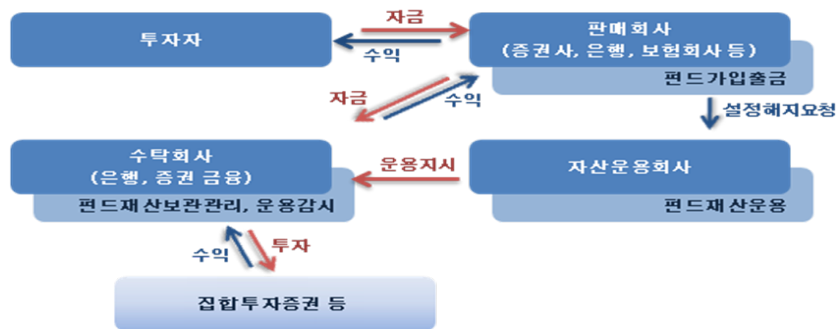 자금
투자자
수익
판매회사
(증권사, 은행, 보험회사 등)
펀드가입출금
자금
수익
설정해지요청
수탁회사
(은행, 증권 금융)
펀드재산보관관리, 운용감시
운용지시
자산운용회사
펀드재산운용
수익
투자
집합투자증권 등